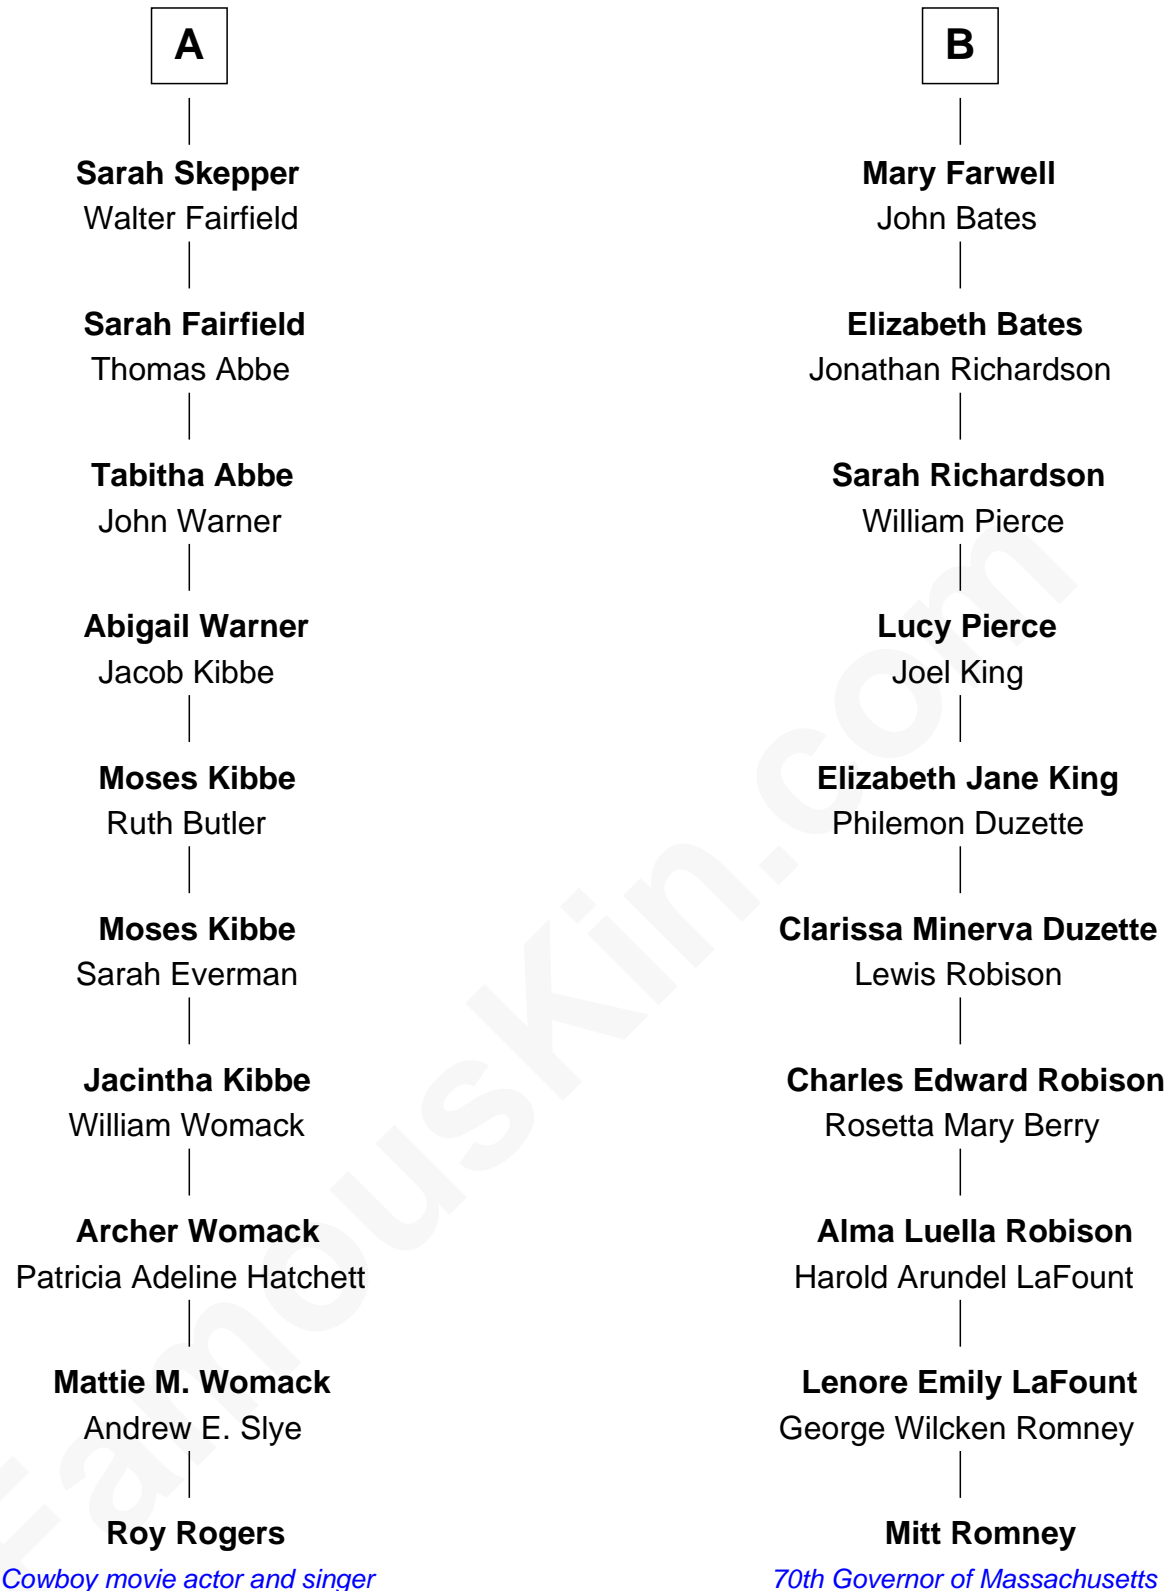 A
Sarah Skepper
Walter Fairfield
Sarah Fairfield
Thomas Abbe
Tabitha Abbe
John Warner
Abigail Warner
Jacob Kibbe
Moses Kibbe
Ruth Butler
Moses Kibbe
Sarah Everman
Jacintha Kibbe
William Womack
Archer Womack
Patricia Adeline Hatchett
Mattie M. Womack
Andrew E. Slye
Roy Rogers
Cowboy movie actor and singer
B
Mary Farwell
John Bates
Elizabeth Bates
Jonathan Richardson
Sarah Richardson
William Pierce
Lucy Pierce
Joel King
Elizabeth Jane King
Philemon Duzette
Clarissa Minerva Duzette
Lewis Robison
Charles Edward Robison
Rosetta Mary Berry
Alma Luella Robison
Harold Arundel LaFount
Lenore Emily LaFount
George Wilcken Romney
Mitt Romney
70th Governor of Massachusetts
FamousKin.com